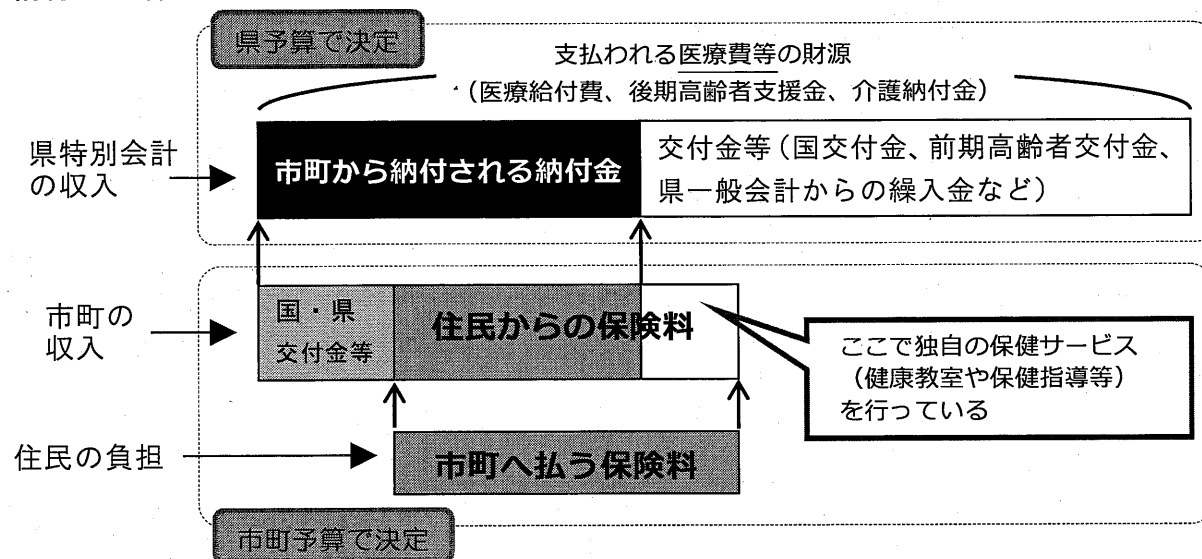 県予算で決定
支払われる医療費等の財源
(医療給付費、後期高齢者支援金、介護納付金)
県特別会計
の収入
市町から納付される納付金
交付金等(国交付金、前期高齢者交付金、
県一般会計からの繰入金など)
市町の
収入
国・県
交付金等
住民からの保険料
ここで独自の保健サービス
(健康教室や保健指導等)
を行っている
住民の負担
市町へ払う保険料
市町予算で決定